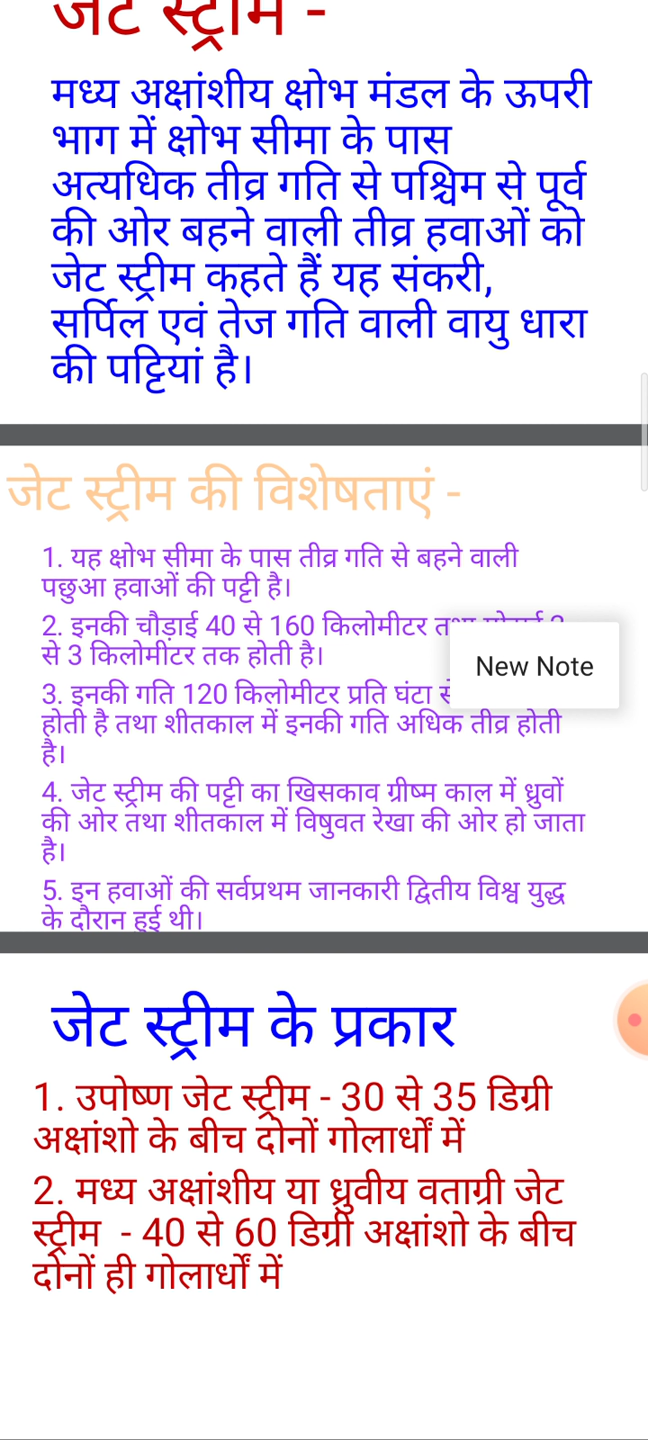 जेट स्ट्रीम -
मध्य अक्षांशीय क्षोभ मंडल के ऊपरी
भाग में क्षोभ सीमा के पास
अत्यधिक तीव्र गति से पश्चिम से पूर्व
की ओर बहने वाली तीव्र हवाओं को
जेट स्ट्रीम कहते हैं यह संकरी,
सर्पिल एवं तेज गति वाली वायु धारा
की पट्टियां है।
जेट स्ट्रीम की विशेषताएं -
1. यह क्षोभ सीमा के पास तीव्र गति से बहने वाली
पछुआ हवाओं की पट्टी है।
2. इनकी चौड़ाई 40 से 160 किलोमीटर
से 3 किलोमीटर तक होती है।
New Note
3. इनकी गति 120 किलोमीटर प्रति घंटा
होती है तथा शीतकाल में इनकी गति अधिक तीव्र होती
है।
4. जेट स्ट्रीम की पट्टी का खिसकाव ग्रीष्म काल में ध्रुवों
की ओर तथा शीतकाल में विषुवत रेखा की ओर हो जाता
है।
5. इन हवाओं की सर्वप्रथम जानकारी द्वितीय विश्व युद्ध
के दौरान हुई थी।
जेट स्ट्रीम के प्रकार
1. उपोष्ण जेट स्ट्रीम - 30 से 35 डिग्री
अक्षांशो के बीच दोनों गोलार्धों में
2. मध्य अक्षांशीय या ध्रुवीय वताग्री जेट
स्ट्रीम - 40 से 60 डिग्री अक्षांशो के बीच
दोनों ही गोलार्धों में